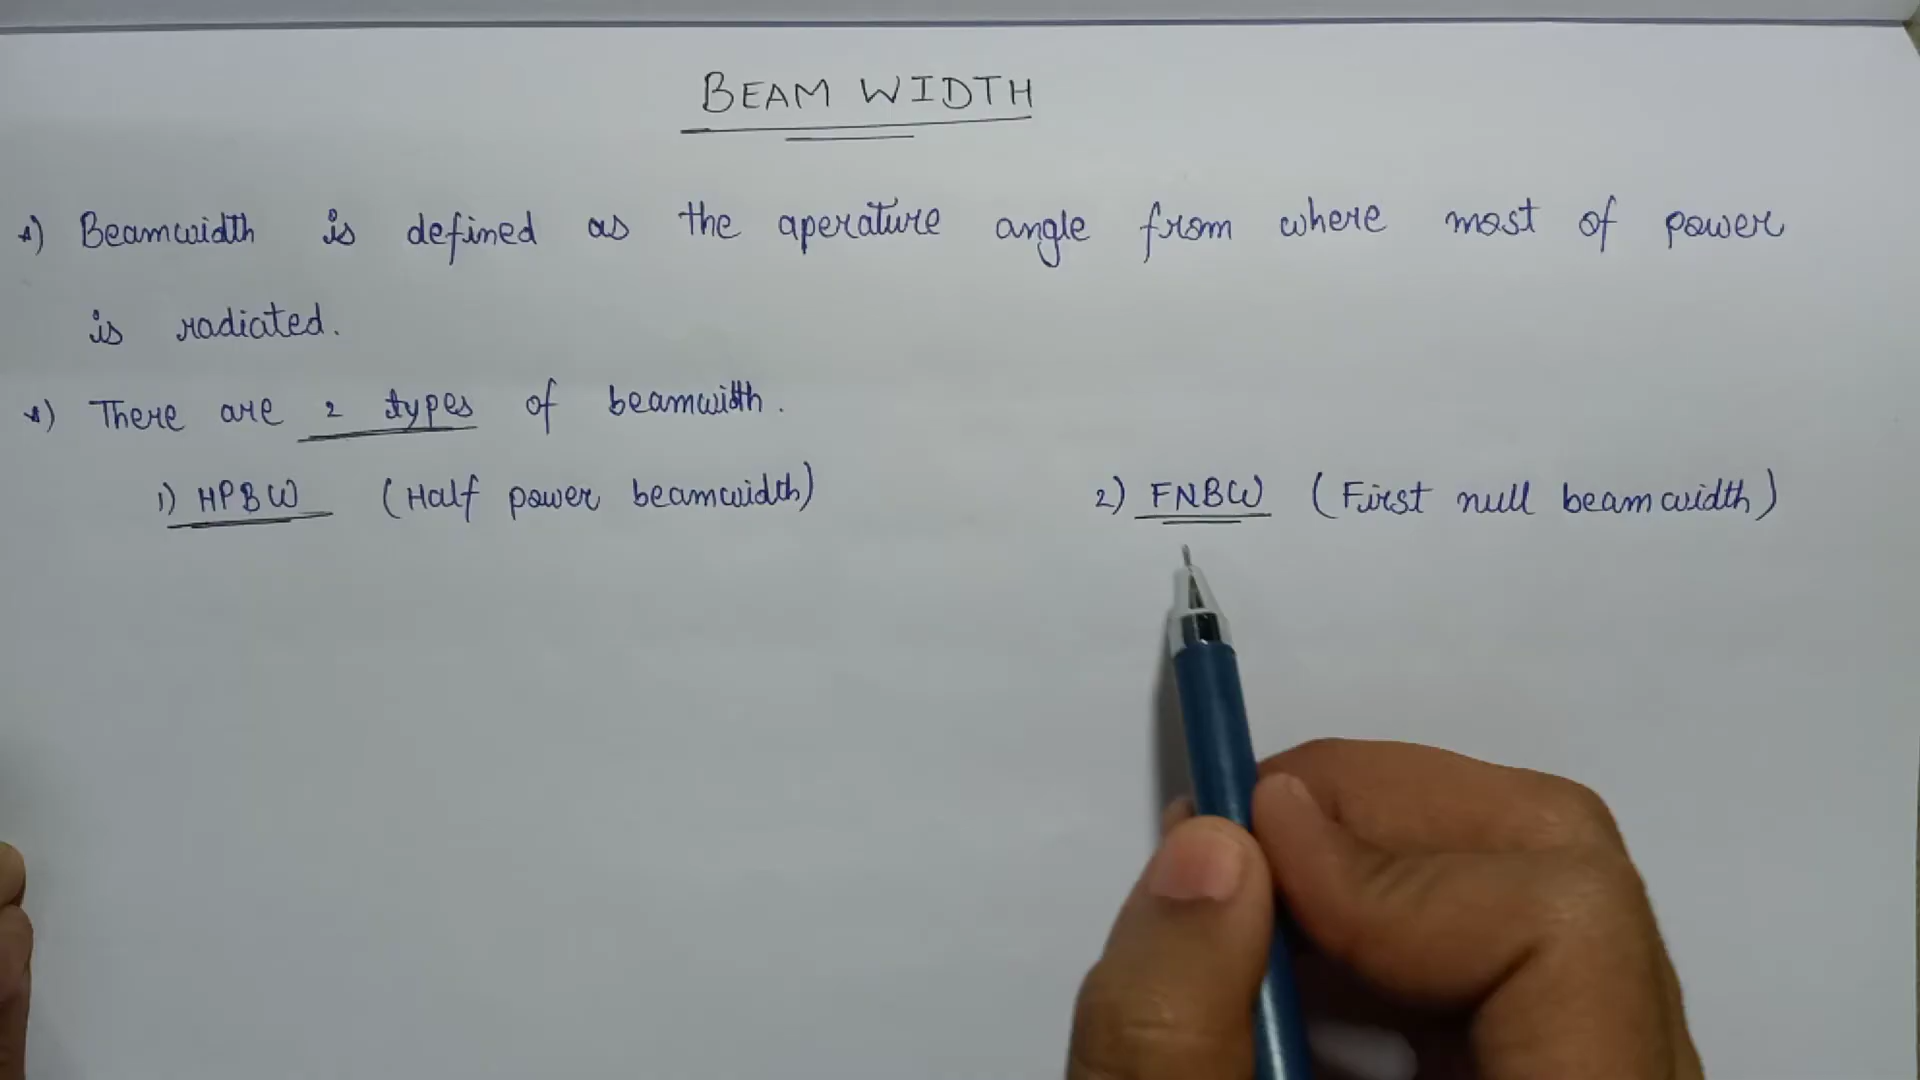 BEAM WIDTH
*) Beamwidth is defined as the aperature angle from where most of power
is radiated.
*) There are 2 types of beamwidth.
1) HPBW (Half power beamwidth) 2) FNBW (First null beamwidth)